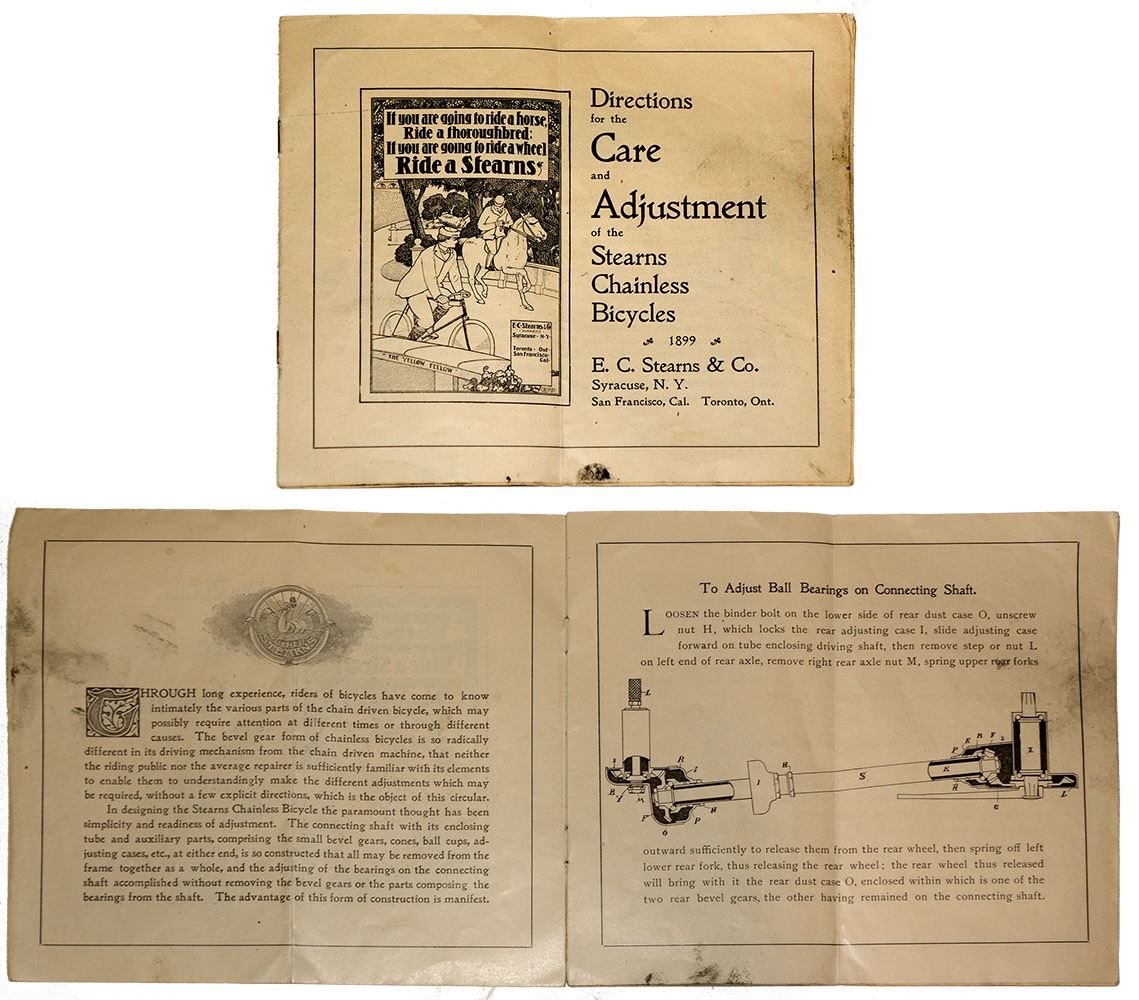 If you are going to ride a horse,
Ride a thoroughbred:
If you are going to ride a wheel
Ride a Stearns
E·C·Stearns & Co
·MAKERS·
Syracuse · N·Y·
Toronto · Ont·
San Francisco·
Cal·
THE YELLOW FELLOW
Directions
for the
Care
and
Adjustment
of the
Stearns
Chainless
Bicycles
1899
E. C. Stearns & Co.
Syracuse, N. Y.
San Francisco, Cal. Toronto, Ont.
STEARNS
THROUGH long experience, riders of bicycles have come to know
intimately the various parts of the chain driven bicycle, which may
possibly require attention at different times or through different
causes. The bevel gear form of chainless bicycles is so radically
different in its driving mechanism from the chain driven machine, that neither
the riding public nor the average repairer is sufficiently familiar with its elements
to enable them to understandingly make the different adjustments which may
be required, without a few explicit directions, which is the object of this circular.
In designing the Stearns Chainless Bicycle the paramount thought has been
simplicity and readiness of adjustment. The connecting shaft with its enclosing
tube and auxiliary parts, comprising the small bevel gears, cones, ball cups, ad-
justing cases, etc., at either end, is so constructed that all may be removed from the
frame together as a whole, and the adjusting of the bearings on the connecting
shaft accomplished without removing the bevel gears or the parts composing the
bearings from the shaft. The advantage of this form of construction is manifest.
To Adjust Ball Bearings on Connecting Shaft.
LOOSEN the binder bolt on the lower side of rear dust case O, unscrew
nut H, which locks the rear adjusting case I, slide adjusting case
forward on tube enclosing driving shaft, then remove step or nut L
on left end of rear axle, remove right rear axle nut M, spring upper rear forks
L
P E R F S
R I
I H
S
K
I
B M
H
H
G
L
F O P
outward sufficiently to release them from the rear wheel, then spring off left
lower rear fork, thus releasing the rear wheel; the rear wheel thus released
will bring with it the rear dust case O, enclosed within which is one of the
two rear bevel gears, the other having remained on the connecting shaft.